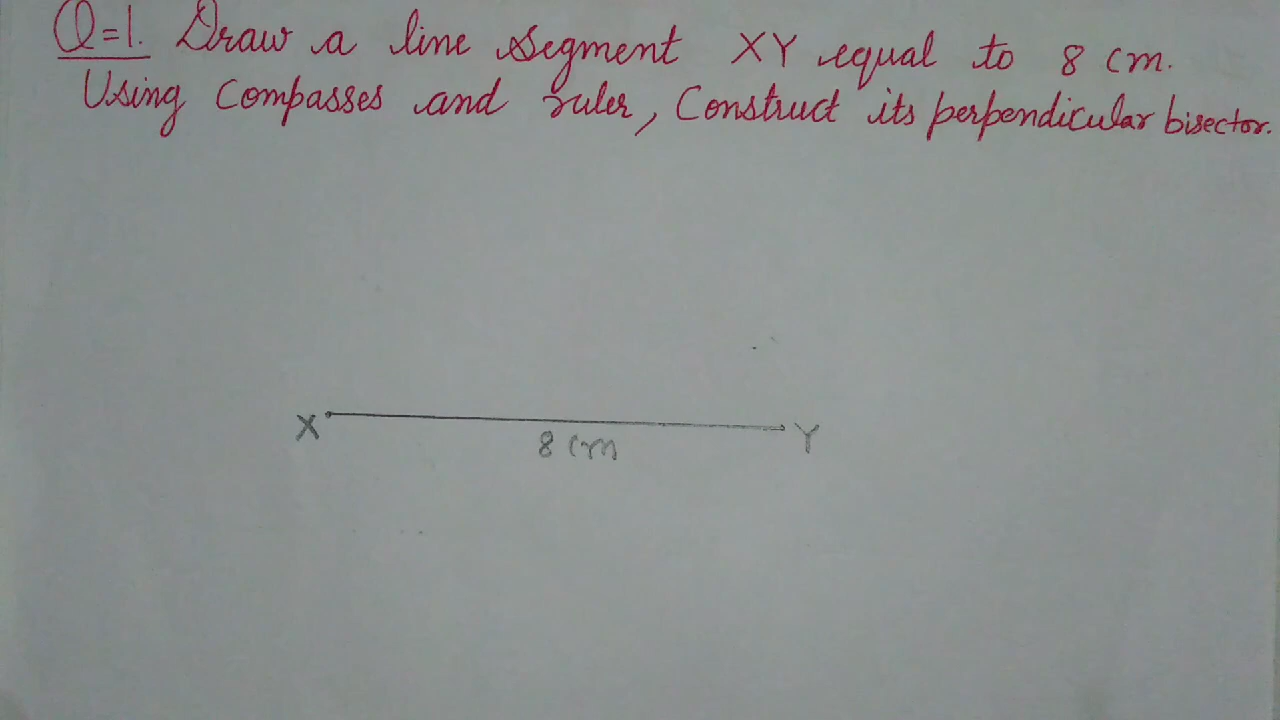 Q=1. Draw a line segment XY equal to 8 cm.
Using Compasses and ruler, Construct its perpendicular bisector.
X Y
8 cm